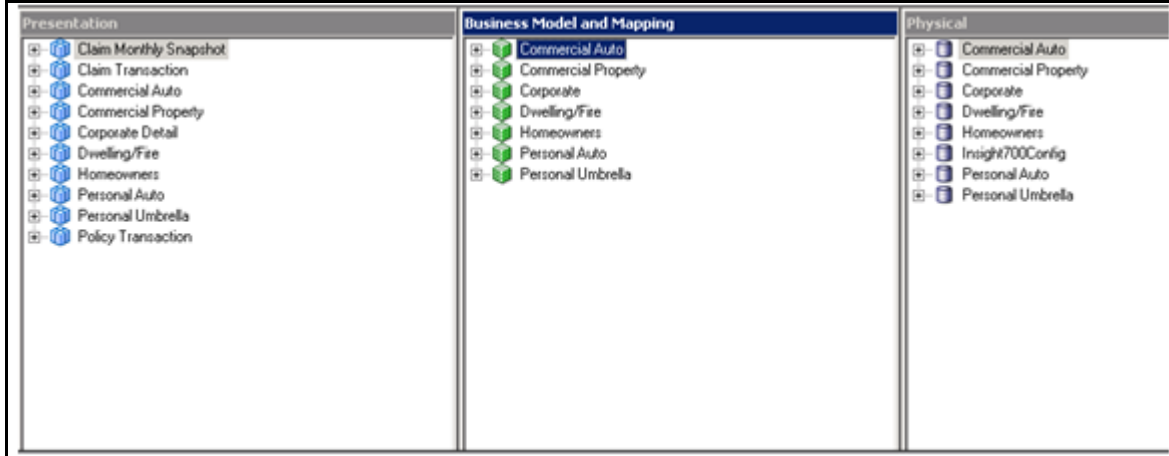 Presentation
Claim Monthly Snapshot
Claim Transaction
Commercial Auto
Commercial Property
Corporate Detail
Dwelling/Fire
Homeowners
Personal Auto
Personal Umbrella
Policy Transaction
Business Model and Mapping
Commercial Auto
Commercial Property
Corporate
Dwelling/Fire
Homeowners
Personal Auto
Personal Umbrella
Physical
Commercial Auto
Commercial Property
Corporate
Dwelling/Fire
Homeowners
Insight700Config
Personal Auto
Personal Umbrella